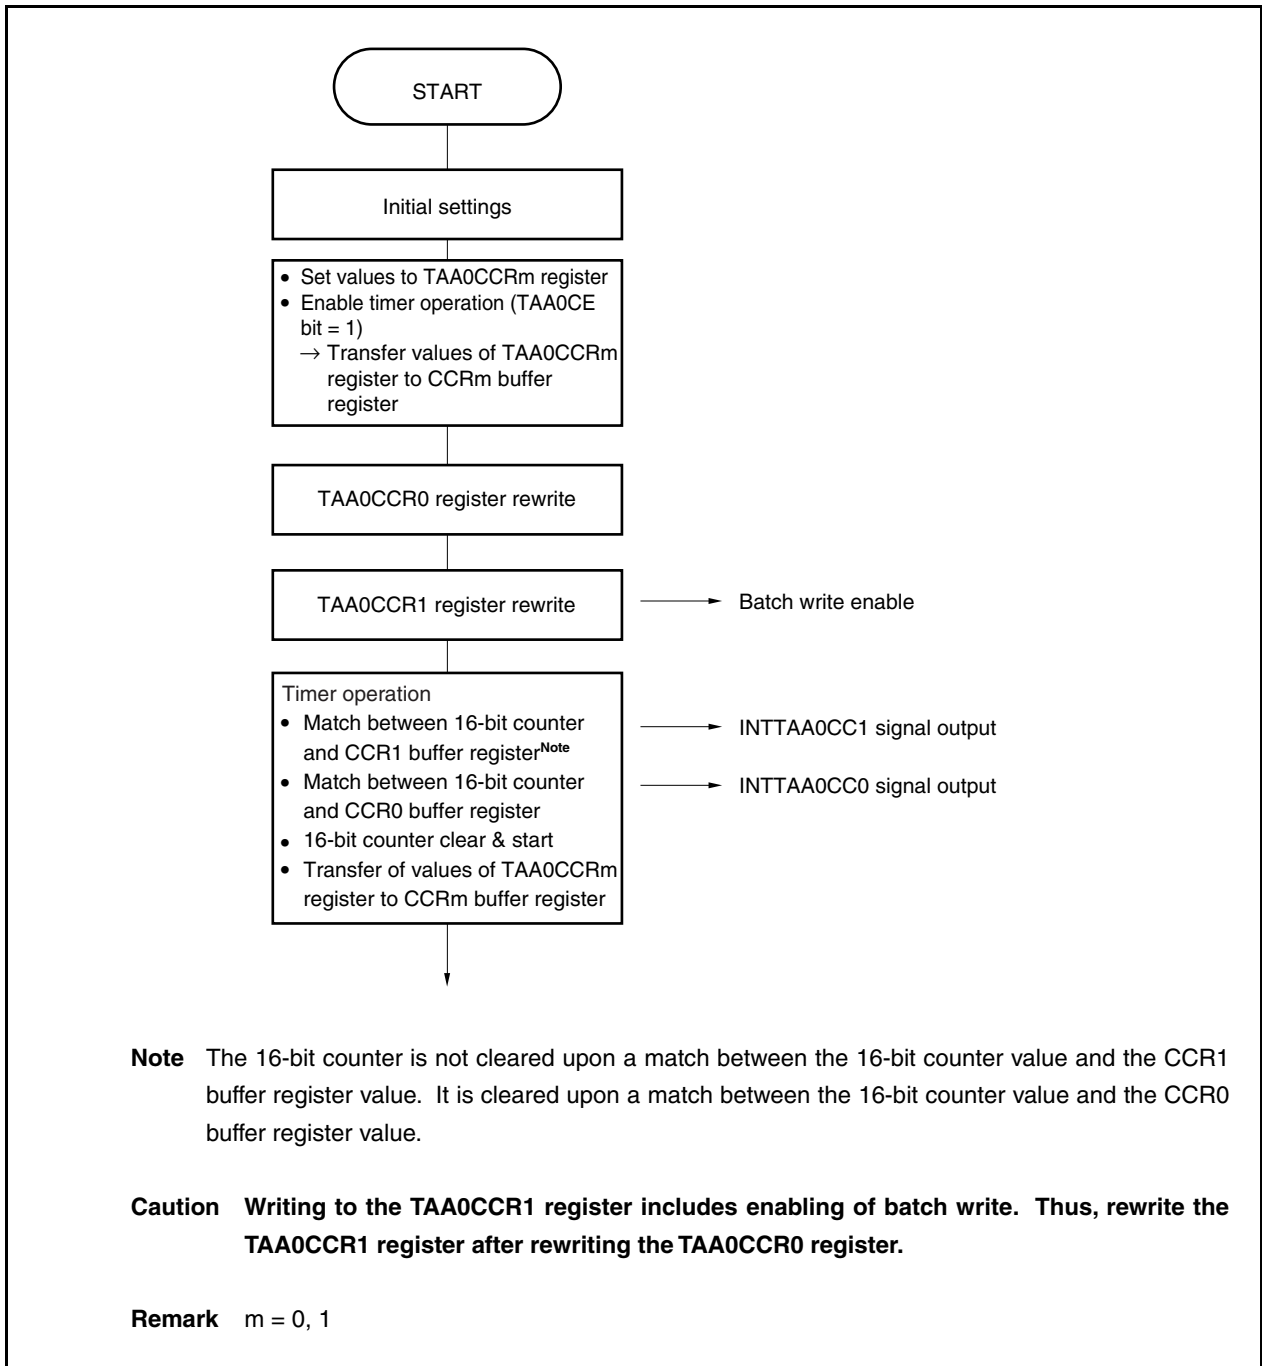 START
Initial settings
• Set values to TAA0CCRm register
• Enable timer operation (TAA0CE
bit = 1)
→ Transfer values of TAA0CCRm
register to CCRm buffer
register
TAA0CCR0 register rewrite
TAA0CCR1 register rewrite
Batch write enable
Timer operation
• Match between 16-bit counter
and CCR1 buffer registerNote
INTTAA0CC1 signal output
• Match between 16-bit counter
and CCR0 buffer register
INTTAA0CC0 signal output
• 16-bit counter clear & start
• Transfer of values of TAA0CCRm
register to CCRm buffer register
Note The 16-bit counter is not cleared upon a match between the 16-bit counter value and the CCR1
buffer register value. It is cleared upon a match between the 16-bit counter value and the CCR0
buffer register value.
Caution Writing to the TAA0CCR1 register includes enabling of batch write. Thus, rewrite the
TAA0CCR1 register after rewriting the TAA0CCR0 register.
Remark m = 0, 1